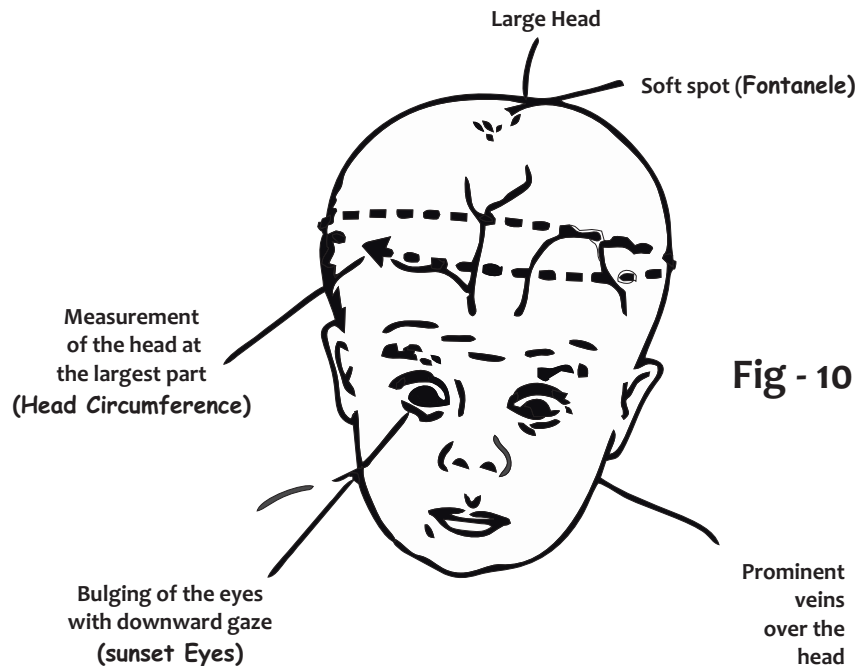 Large Head
Soft spot (Fontanele)
Measurement
of the head at
the largest part
(Head Circumference)
Fig - 10
Bulging of the eyes
with downward gaze
(sunset Eyes)
Prominent
veins
over the
head